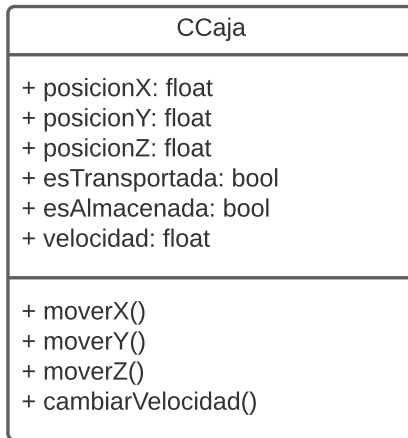 CCaja
+ posicionX: float
+ posicionY: float
+ posicionZ: float
+ esTransportada: bool
+ esAlmacenada: bool
+ velocidad: float
+ moverX()
+ moverY()
+ moverZ()
+ cambiarVelocidad()